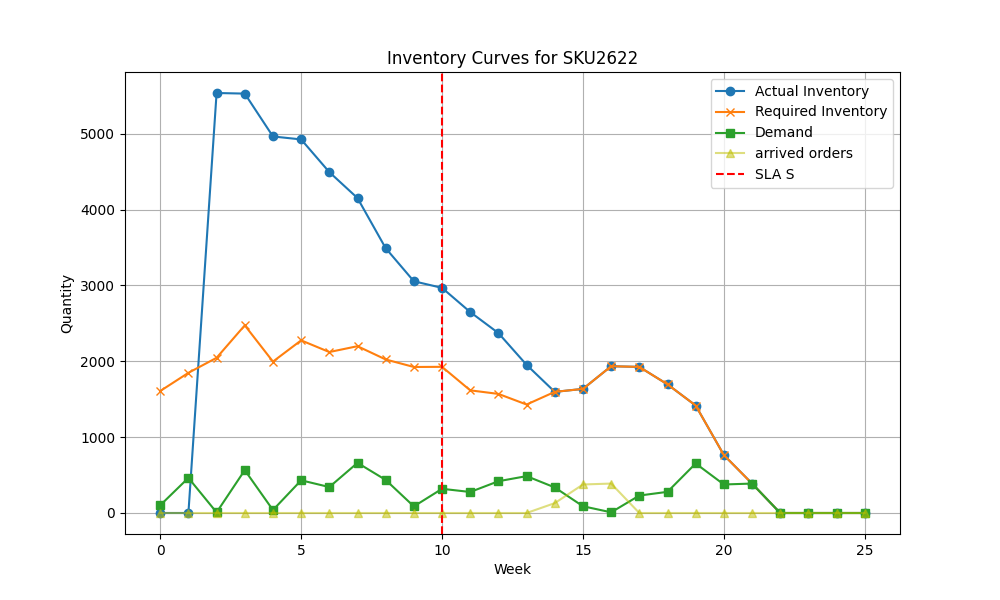 Inventory Curves for SKU2622
Actual Inventory
Required Inventory
Demand
arrived orders
SLA S
Quantity
5000
4000
3000
2000
1000
0
0 5 10 15 20 25
Week